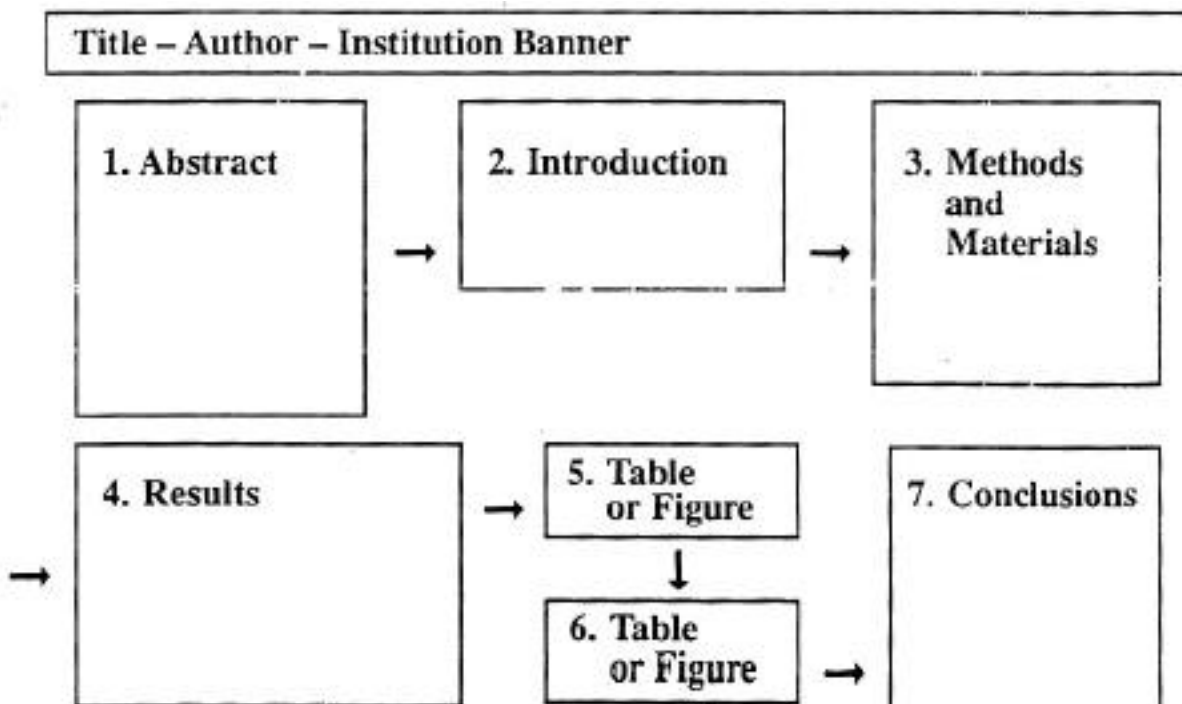 Title – Author – Institution Banner
1. Abstract
2. Introduction
3. Methods
and
Materials
4. Results
5. Table
or Figure
6. Table
or Figure
7. Conclusions